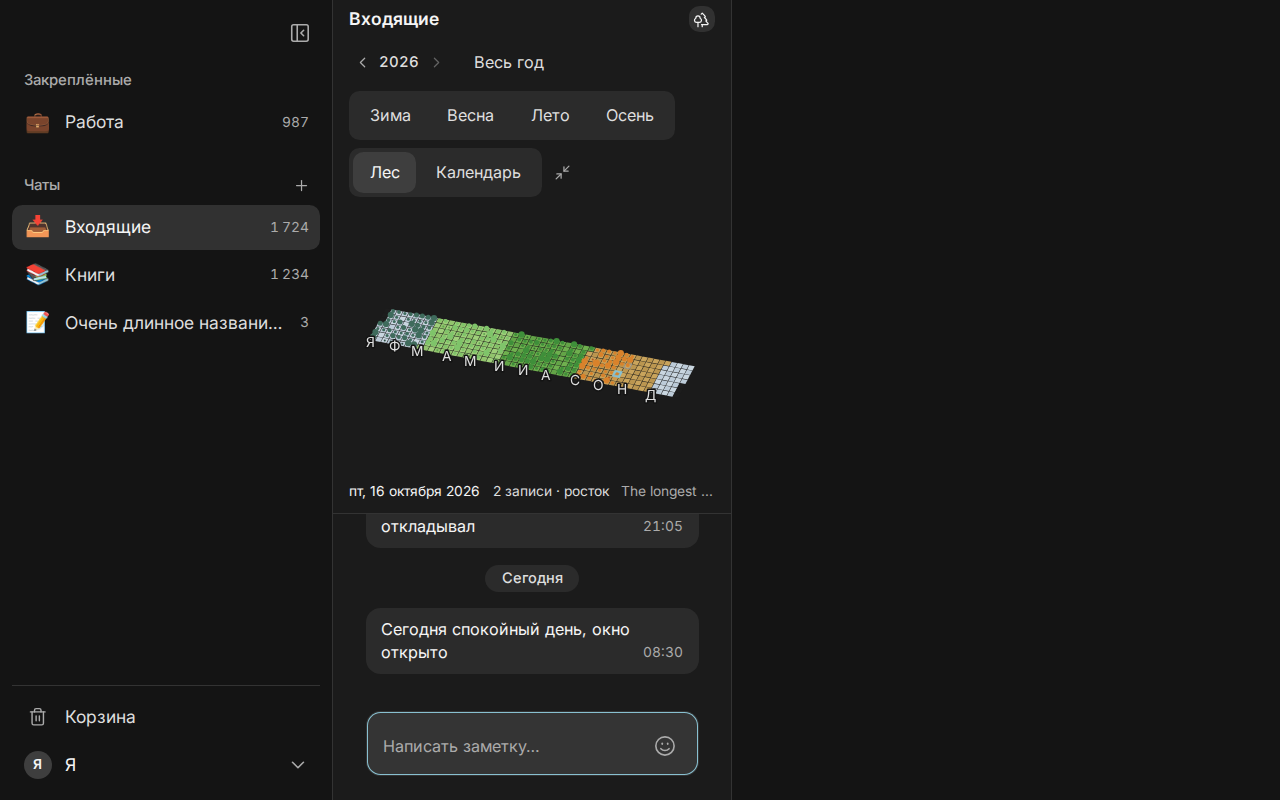 Закреплённые
Работа 987
Чаты
Входящие 1 724
Книги 1 234
Очень длинное названи... 3
Корзина
Я Я
Входящие
2026 Весь год
Зима Весна Лето Осень
Лес Календарь
Я Ф М А М И И А С О Н Д
пт, 16 октября 2026 2 записи · росток The longest ...
откладывал 21:05
Сегодня
Сегодня спокойный день, окно
открыто 08:30
Написать заметку...